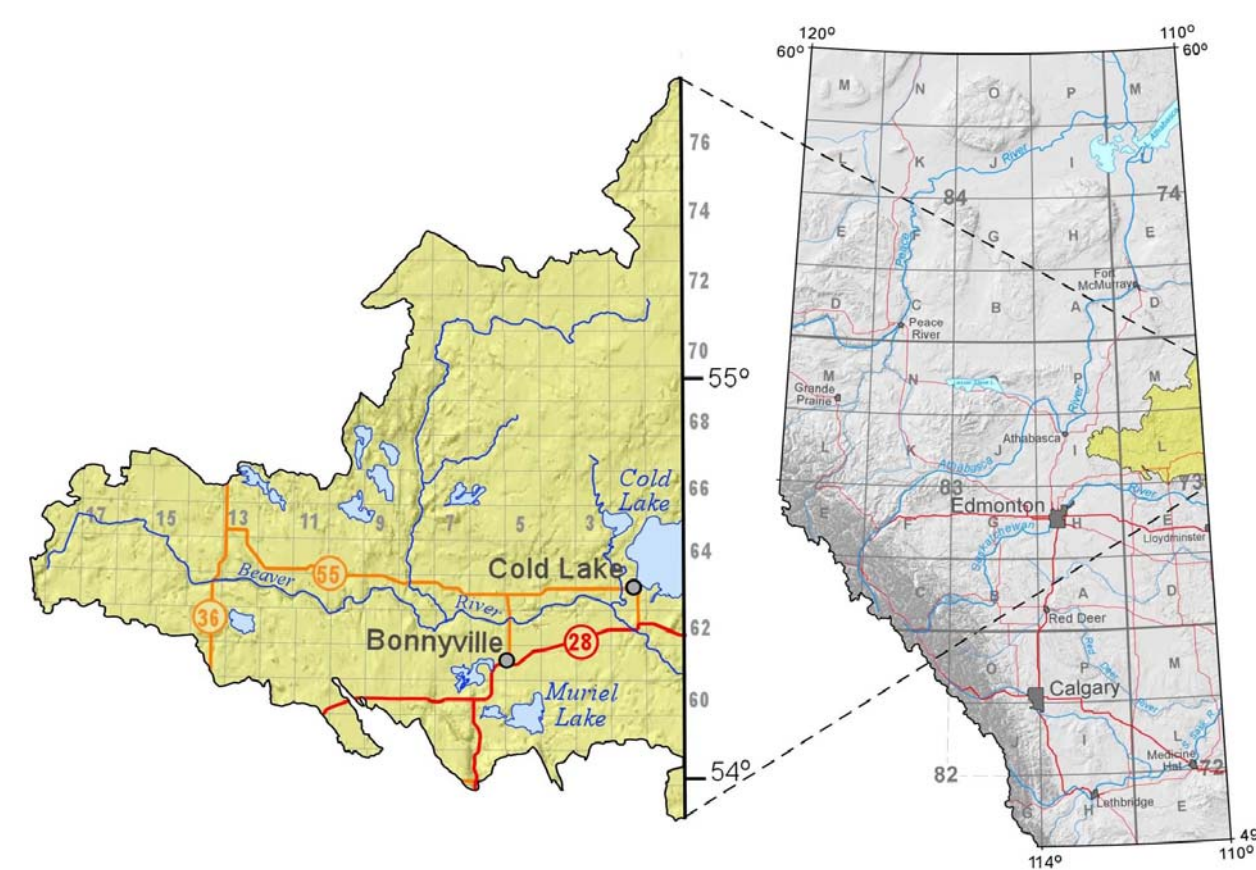 76
74
72
70
55°
68
66
64
62
60
54°
17
15
13
11
9
7
5
3
Cold
Lake
Cold Lake
55
Beaver
River
36
Bonnyville
28
Muriel
Lake
120°
60°
110°
60°
M
N
O
P
M
L
K
J
River
I
L. Athabasca
84
74
E
F
G
H
E
Peace
Fort
McMurray
D
C
B
A
D
Peace
River
M
N
P
M
Grande
Prairie
River
Athabasca
L
K
J
I
L
Athabasca
83
73
Edmonton
River
E
F
G
H
E
Saskatchewan
Lloydminster
C
B
A
D
Red Deer
Red
Deer
River
O
P
M
Calgary
J
I
L
S. Sask. R.
Medicine
Hat
82
72
Lethbridge
G
H
E
49
114°
110°